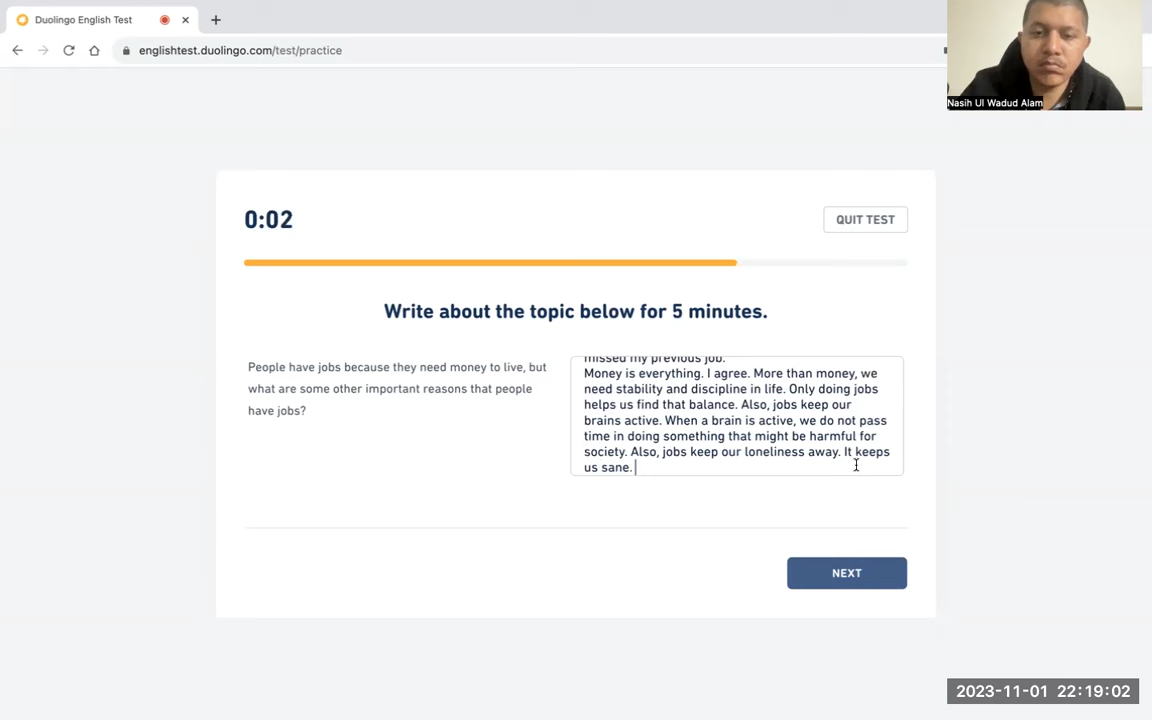 Duolingo English Test
englishtest.duolingo.com/test/practice
Nasih Ul Wadud Alam
0:02
QUIT TEST
Write about the topic below for 5 minutes.
People have jobs because they need money to live, but
what are some other important reasons that people
have jobs?
missed my previous job.
Money is everything. I agree. More than money, we
need stability and discipline in life. Only doing jobs
helps us find that balance. Also, jobs keep our
brains active. When a brain is active, we do not pass
time in doing something that might be harmful for
society. Also, jobs keep our loneliness away. It keeps
us sane.
NEXT
2023-11-01 22:19:02